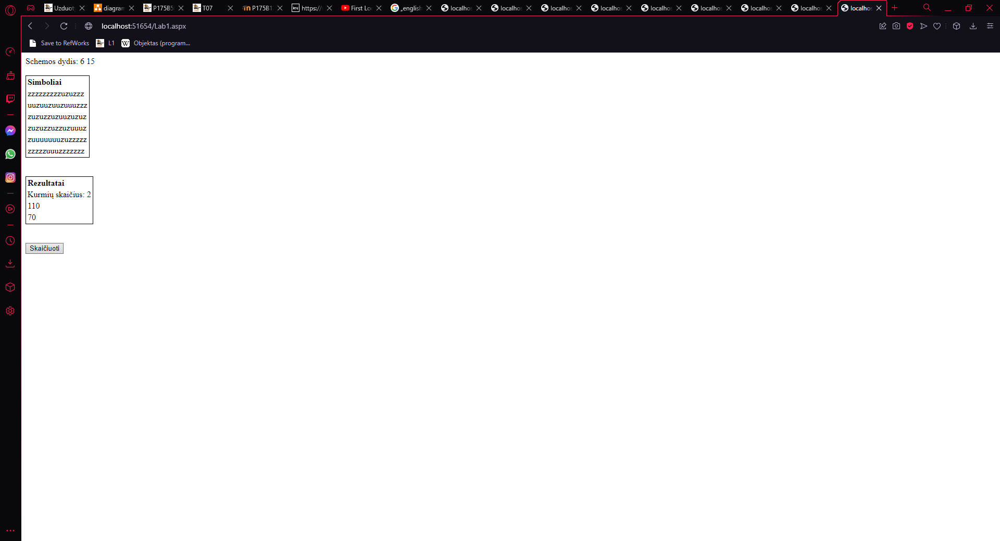 Uzduot
diagram
P175B5
T07
P175B1
ktu https://
First Lo
„english
localhos
localhos
localhos
localhos
localhos
localhos
localhos
localhos
localhos
localhost:51654/Lab1.aspx
Save to RefWorks
L1
W Objektas (program...
Schemos dydis: 6 15
Simboliai
zzzzzzzzzuzuzzz
uuzuuzuuzuuuzzz
zuzuzzuzuuzuzuz
zuzuzzuzzuzuuuz
zuuuuuuuzuzzzzz
zzzzzuuuzzzzzzz
Rezultatai
Kurmių skaičius: 2
110
70
Skaičiuoti